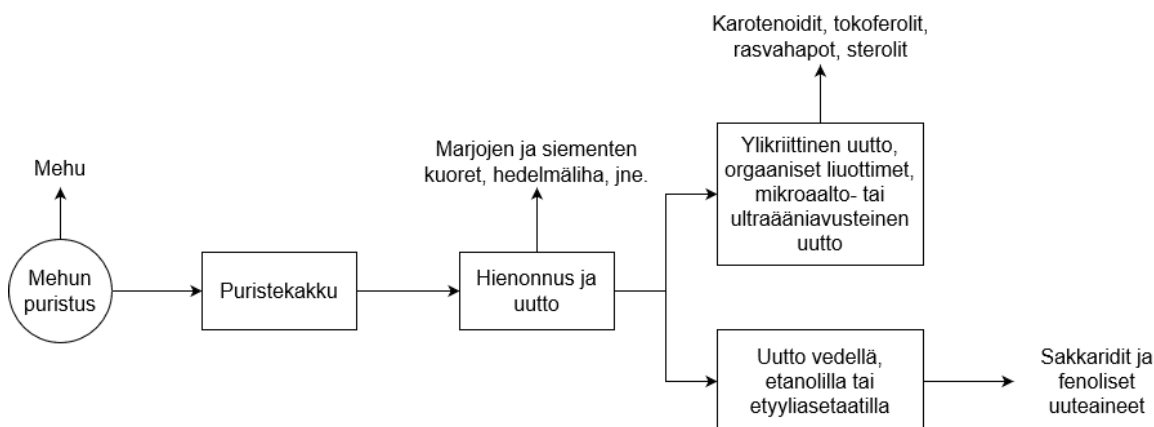 Karotenoidit, tokoferolit,
rasvahapot, sterolit
Marjojen ja siementen
kuoret, hedelmäliha, jne.
Mehu
Ylikriittinen uutto,
orgaaniset liuottimet,
mikroaalto- tai
ultraääniavusteinen
uutto
Mehun
puristus
Puristekakku
Hienonnus ja
uutto
Uutto vedellä,
etanolilla tai
etyyliasetaatilla
Sakkaridit ja
fenoliset
uuteaineet